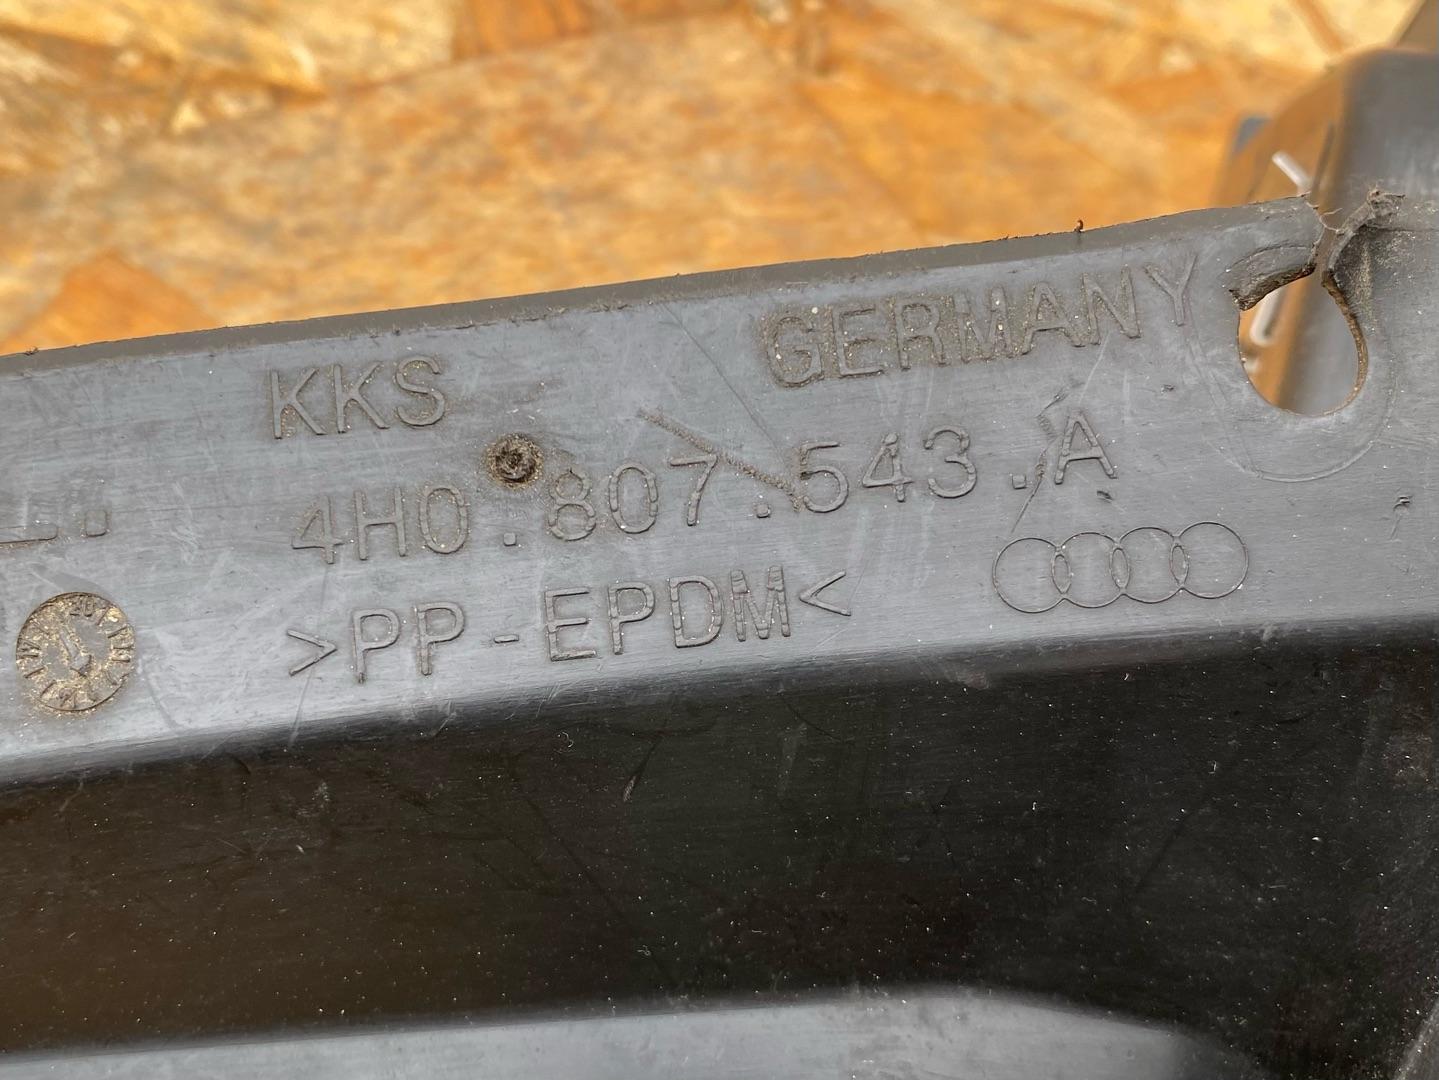 KKS GERMANY
4H0.807.543.A
>PP-EPDM<